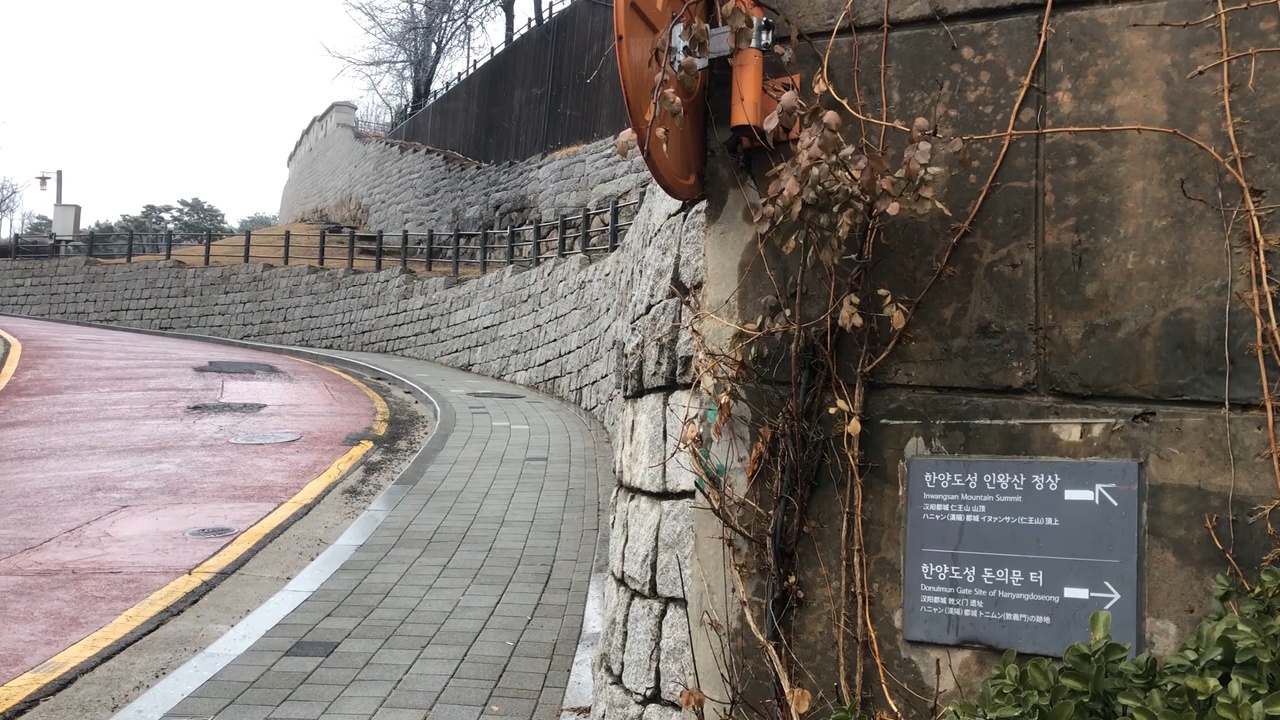 한양도성 인왕산 정상
Inwangsan Mountain Summit
汉阳都城 仁王山 山顶
ハニャン(漢陽)都城 イヌァンサン(仁王山)頂上
한양도성 돈의문 터
Donuimun Gate Site of Hanyangdoseong
汉阳都城 敦义门 遗址
ハニャン(漢陽)都城 トニムン(敦義門)の跡地